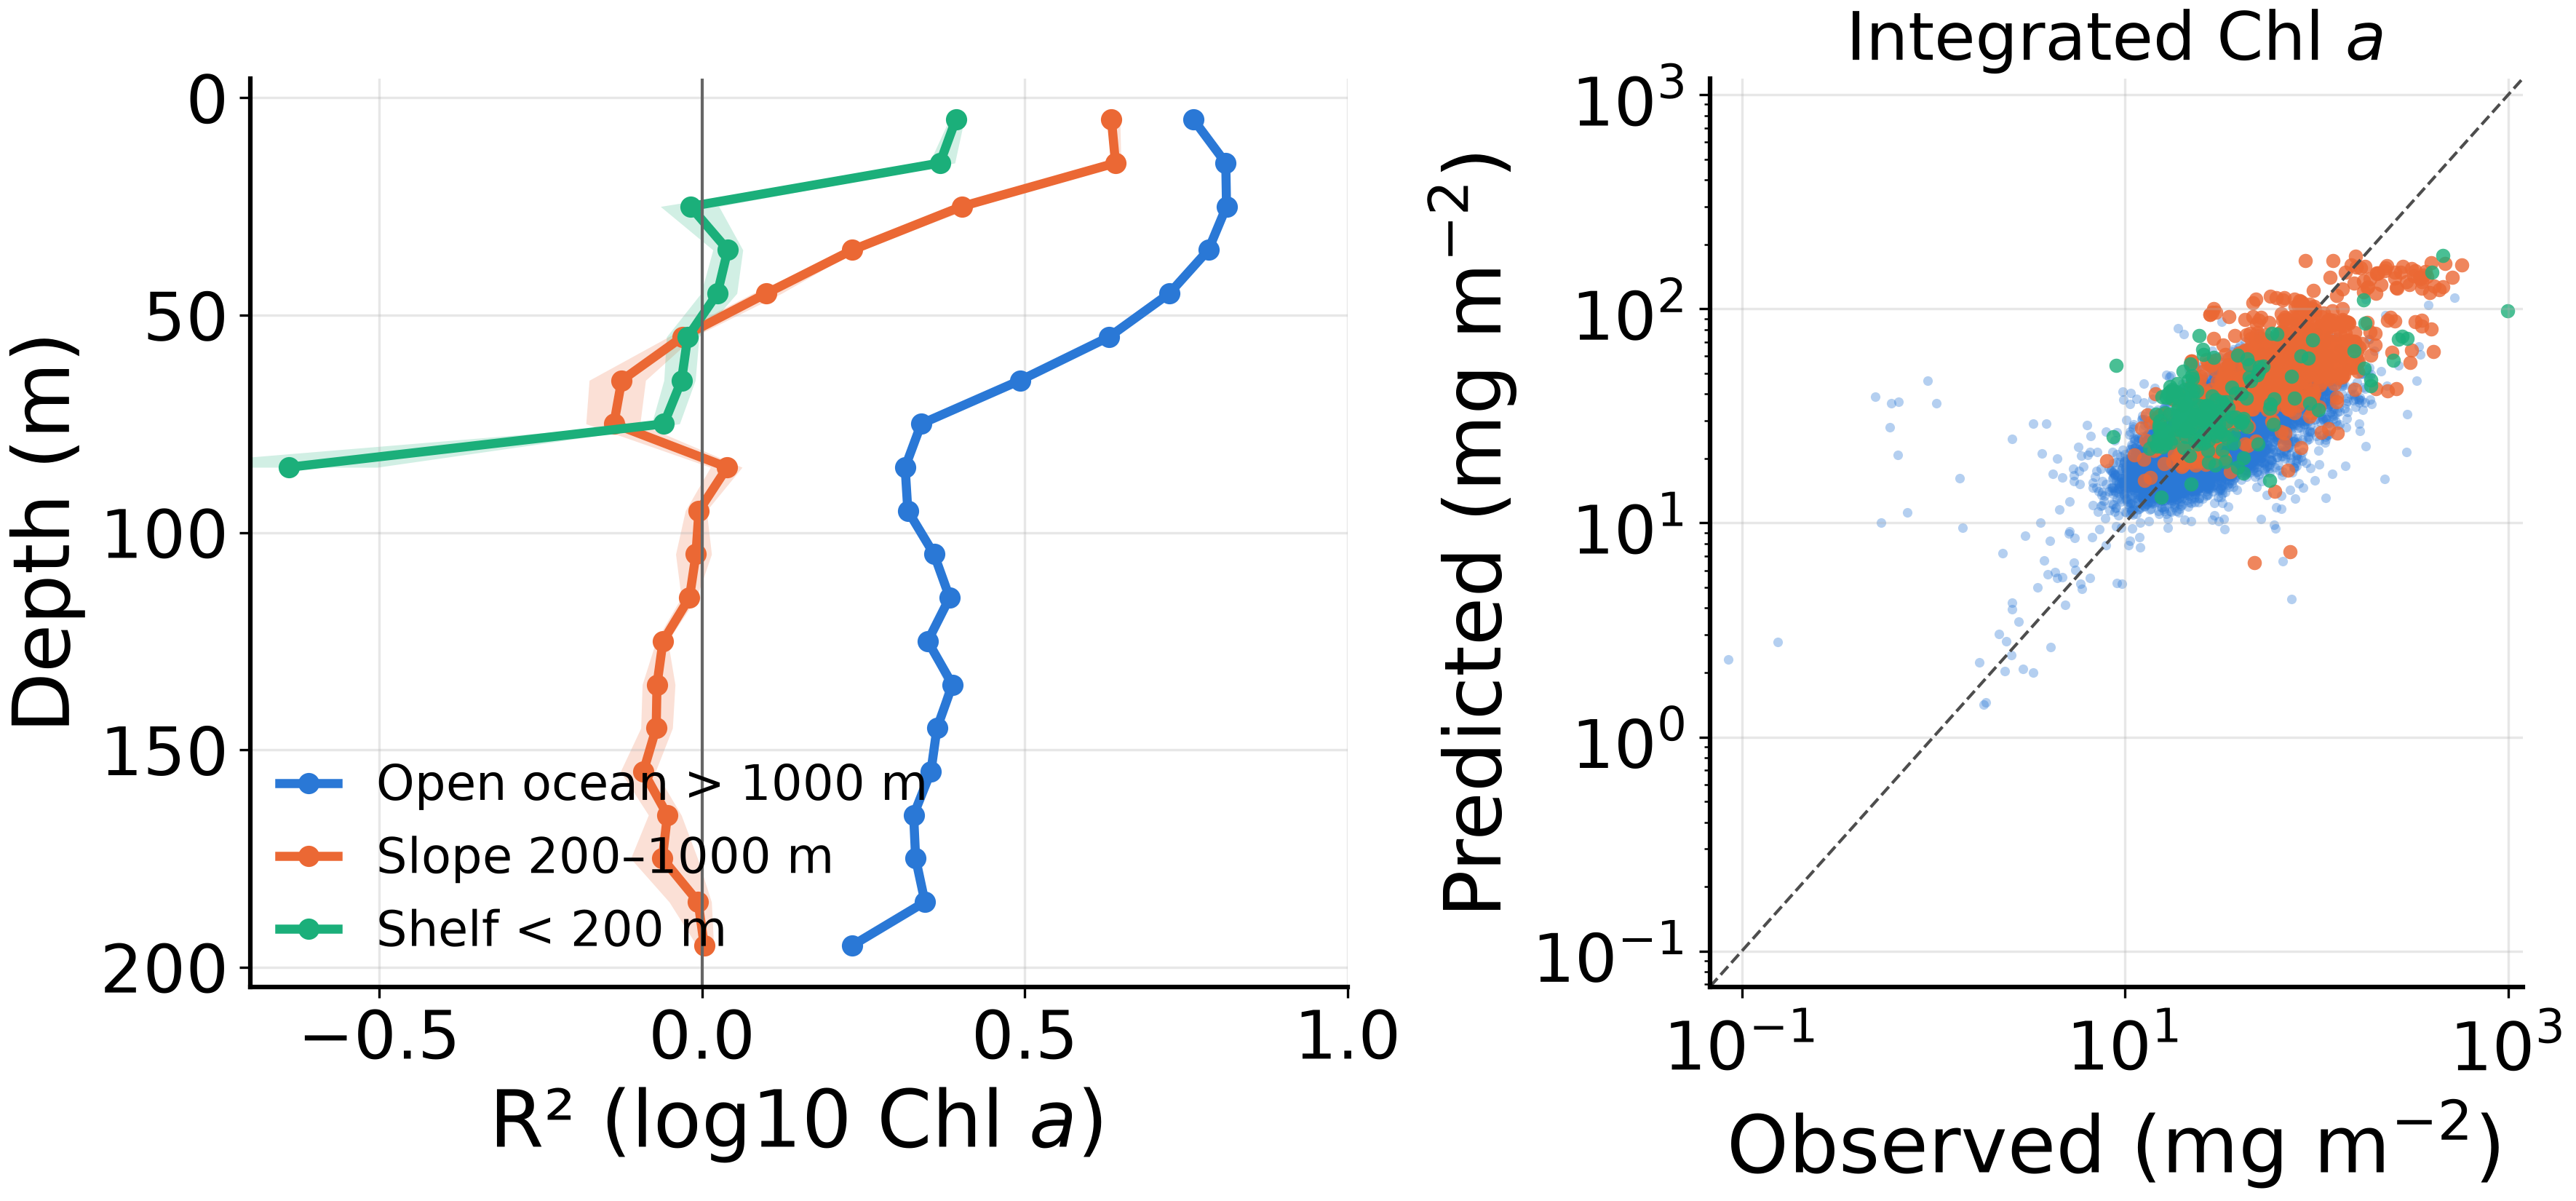 0
50
100
150
200
Depth (m)
Open ocean > 1000 m
Slope 200–1000 m
Shelf < 200 m
−0.5
0.0
0.5
1.0
R² (log10 Chl a)
Integrated Chl a
10³
10²
10¹
10⁰
10⁻¹
Predicted (mg m⁻²)
10⁻¹
10¹
10³
Observed (mg m⁻²)